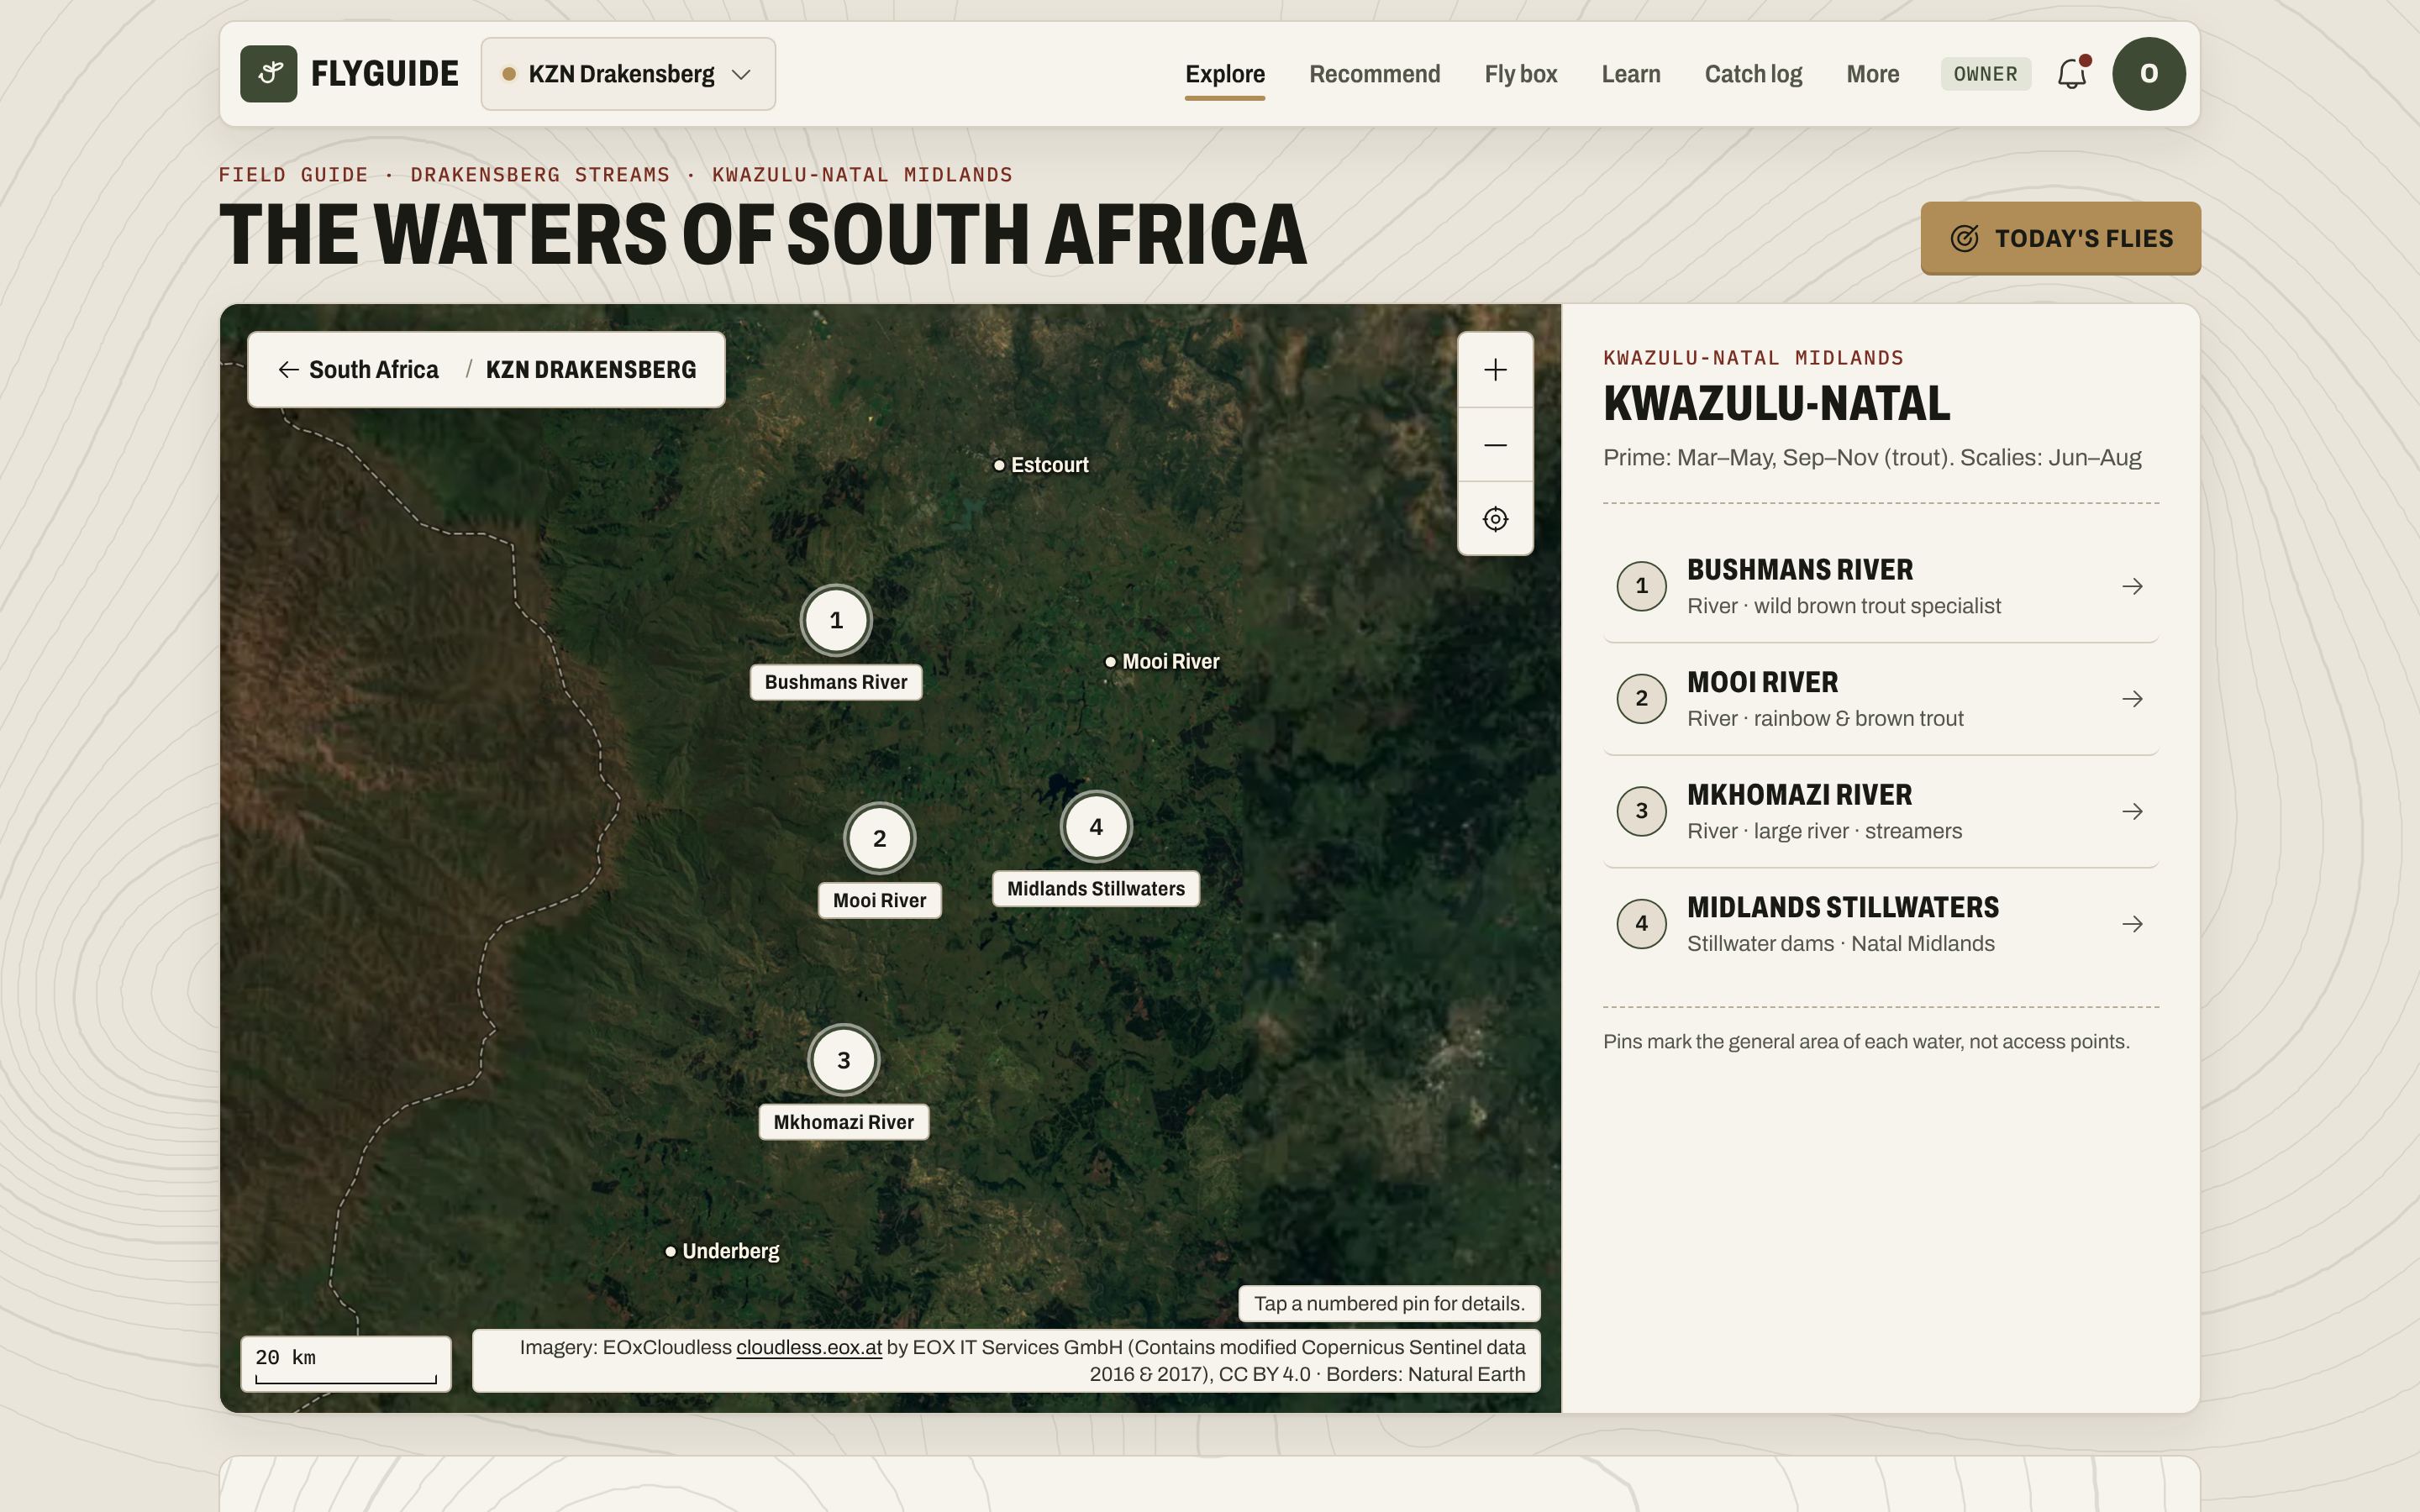 FLYGUIDE
KZN Drakensberg
Explore
Recommend
Fly box
Learn
Catch log
More
OWNER
O
FIELD GUIDE · DRAKENSBERG STREAMS · KWAZULU-NATAL MIDLANDS
THE WATERS OF SOUTH AFRICA
TODAY'S FLIES
South Africa / KZN DRAKENSBERG
Estcourt
1
Bushmans River
Mooi River
2
Mooi River
4
Midlands Stillwaters
3
Mkhomazi River
Underberg
Tap a numbered pin for details.
20 km
Imagery: EOxCloudless cloudless.eox.at by EOX IT Services GmbH (Contains modified Copernicus Sentinel data
2016 & 2017), CC BY 4.0 · Borders: Natural Earth
KWAZULU-NATAL MIDLANDS
KWAZULU-NATAL
Prime: Mar–May, Sep–Nov (trout). Scalies: Jun–Aug
1
BUSHMANS RIVER
River · wild brown trout specialist
2
MOOI RIVER
River · rainbow & brown trout
3
MKHOMAZI RIVER
River · large river · streamers
4
MIDLANDS STILLWATERS
Stillwater dams · Natal Midlands
Pins mark the general area of each water, not access points.